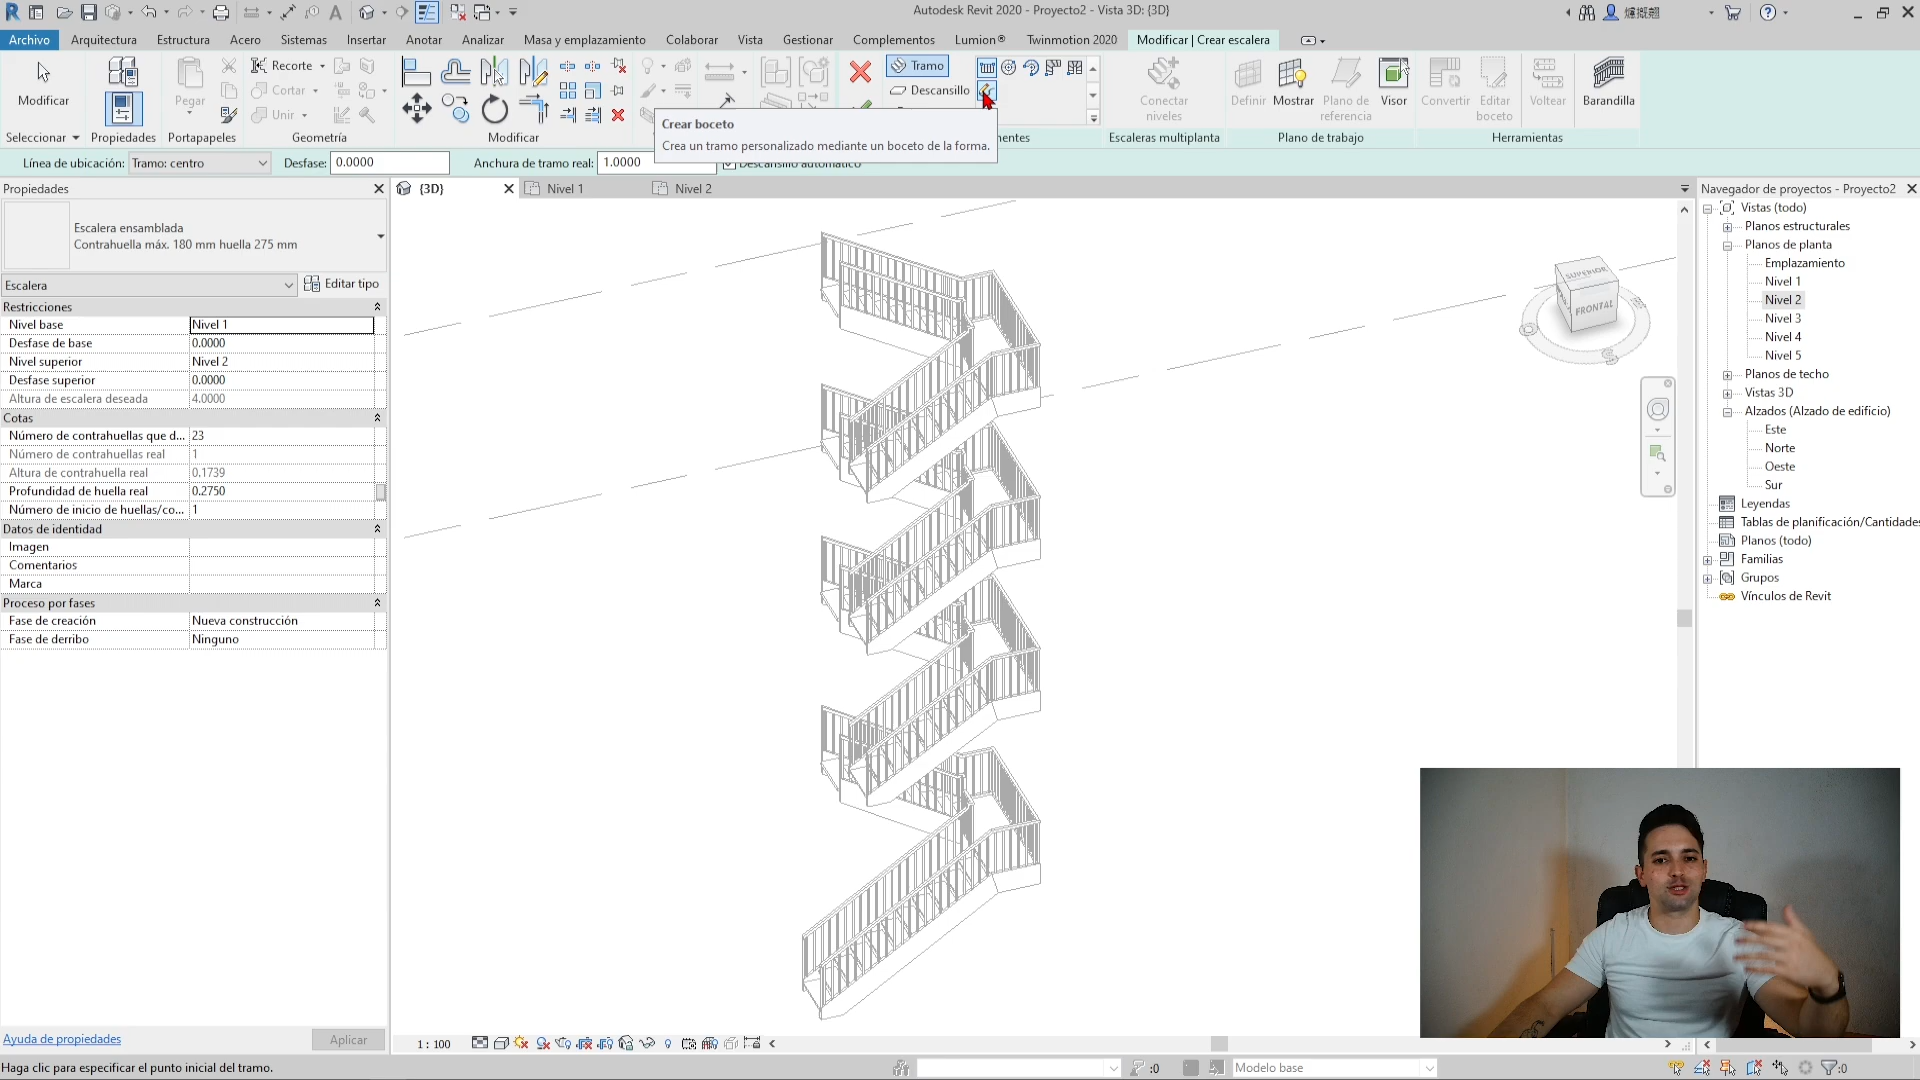 Autodesk Revit 2020 - Proyecto2 - Vista 3D: {3D}
Archivo Arquitectura Estructura Acero Sistemas Insertar Anotar Analizar Masa y emplazamiento Colaborar Vista Gestionar Complementos Lumion® Twinmotion 2020 Modificar | Crear escalera
Modificar
Pegar
Recorte
Cortar
Unir
Tramo
Descansillo
Conectar niveles
Definir Mostrar Plano de referencia Visor
Convertir Editar boceto Voltear Barandilla
Seleccionar Propiedades Portapapeles Geometría Modificar Escaleras multiplanta Plano de trabajo Herramientas
Crear boceto
Crea un tramo personalizado mediante un boceto de la forma.
Línea de ubicación: Tramo: centro Desfase: 0.0000 Anchura de tramo real: 1.0000 Descansillo automático
Propiedades
{3D} Nivel 1 Nivel 2
Escalera ensamblada
Contrahuella máx. 180 mm huella 275 mm
Escalera Editar tipo
Restricciones
Nivel base Nivel 1
Desfase de base 0.0000
Nivel superior Nivel 2
Desfase superior 0.0000
Altura de escalera deseada 4.0000
Cotas
Número de contrahuellas que d... 23
Número de contrahuellas real 1
Altura de contrahuella real 0.1739
Profundidad de huella real 0.2750
Número de inicio de huellas/co... 1
Datos de identidad
Imagen
Comentarios
Marca
Proceso por fases
Fase de creación Nueva construcción
Fase de derribo Ninguno
Ayuda de propiedades Aplicar
SUPERIOR
FRONTAL
Navegador de proyectos - Proyecto2
Vistas (todo)
Planos estructurales
Planos de planta
Emplazamiento
Nivel 1
Nivel 2
Nivel 3
Nivel 4
Nivel 5
Planos de techo
Vistas 3D
Alzados (Alzado de edificio)
Este
Norte
Oeste
Sur
Leyendas
Tablas de planificación/Cantidades
Planos (todo)
Familias
Grupos
Vínculos de Revit
1 : 100
Haga clic para especificar el punto inicial del tramo.
:0
Modelo base
:0